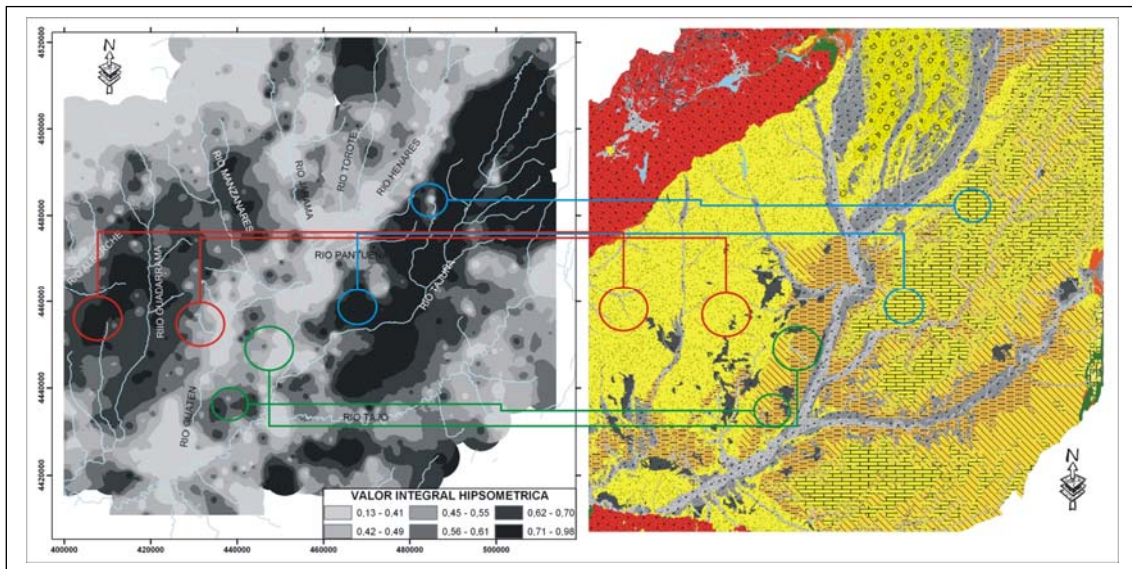 N
4520000
4500000
4480000
4460000
4440000
4420000
RIO MANZANARES
RIO JARAMA
RIO TOROTE
RIO HENARES
RIO PANTUEÑ
RIO TAJUÑA
RIO GUADARRAMA
RIO GUATEN
RIO TAJO
VALOR INTEGRAL HIPSOMETRICA
0,13 - 0,41 0,45 - 0,55 0,62 - 0,70
0,42 - 0,49 0,56 - 0,61 0,71 - 0,98
400000 420000 440000 460000 480000 500000
N